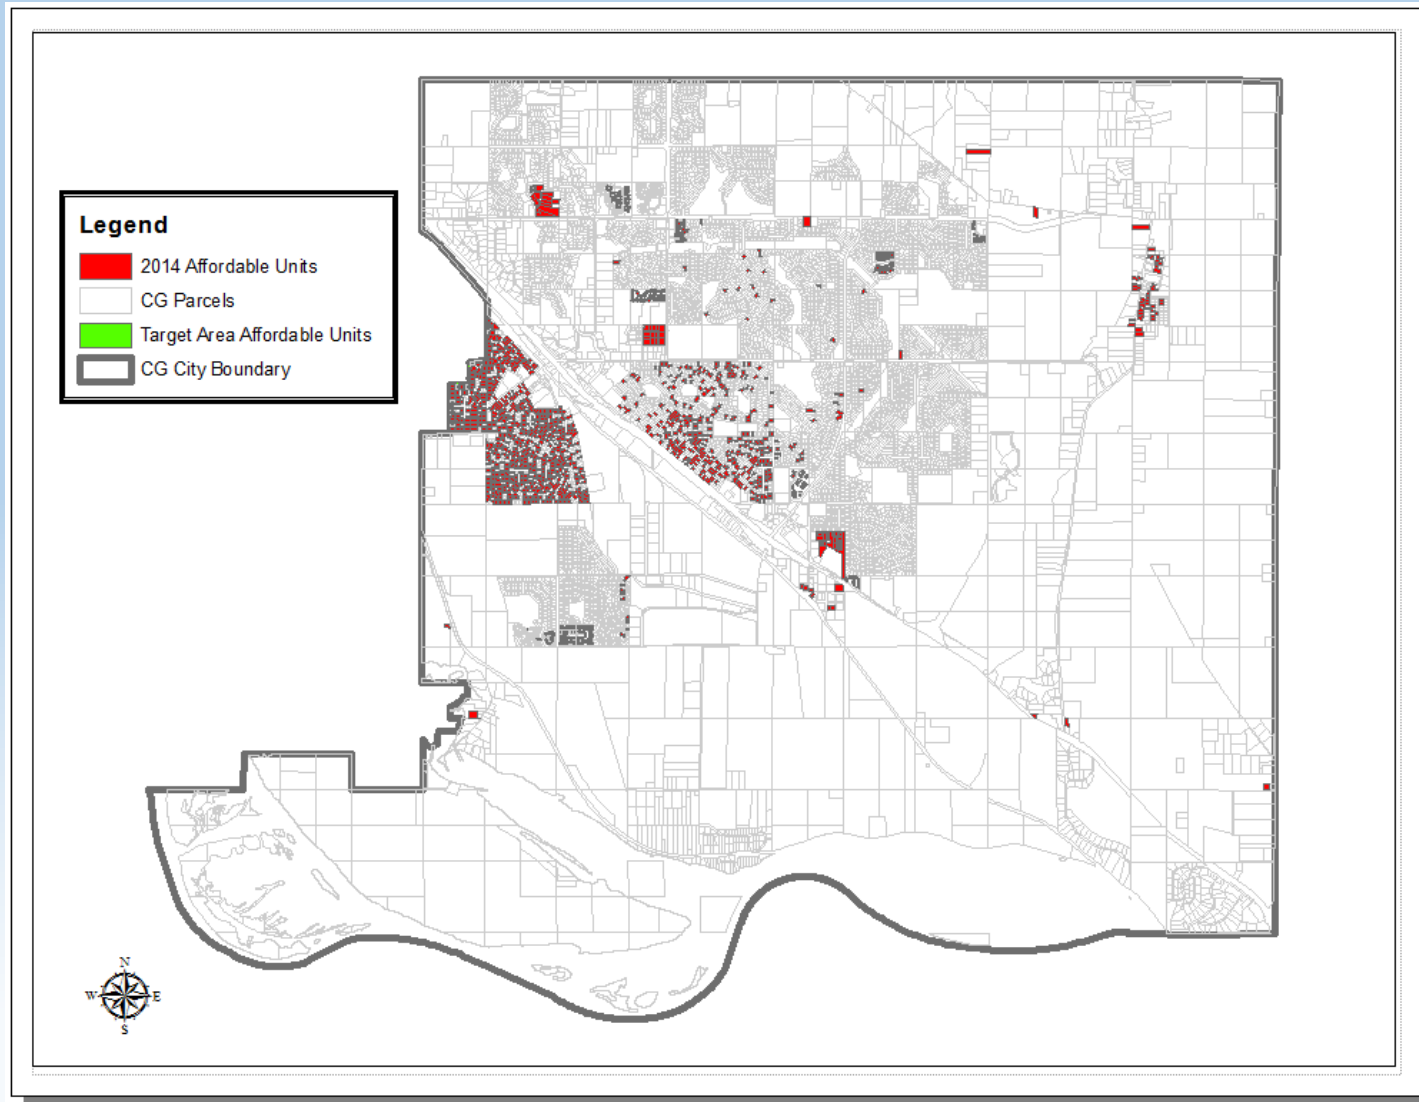 Legend
2014 Affordable Units
CG Parcels
Target Area Affordable Units
CG City Boundary
N
W E
S